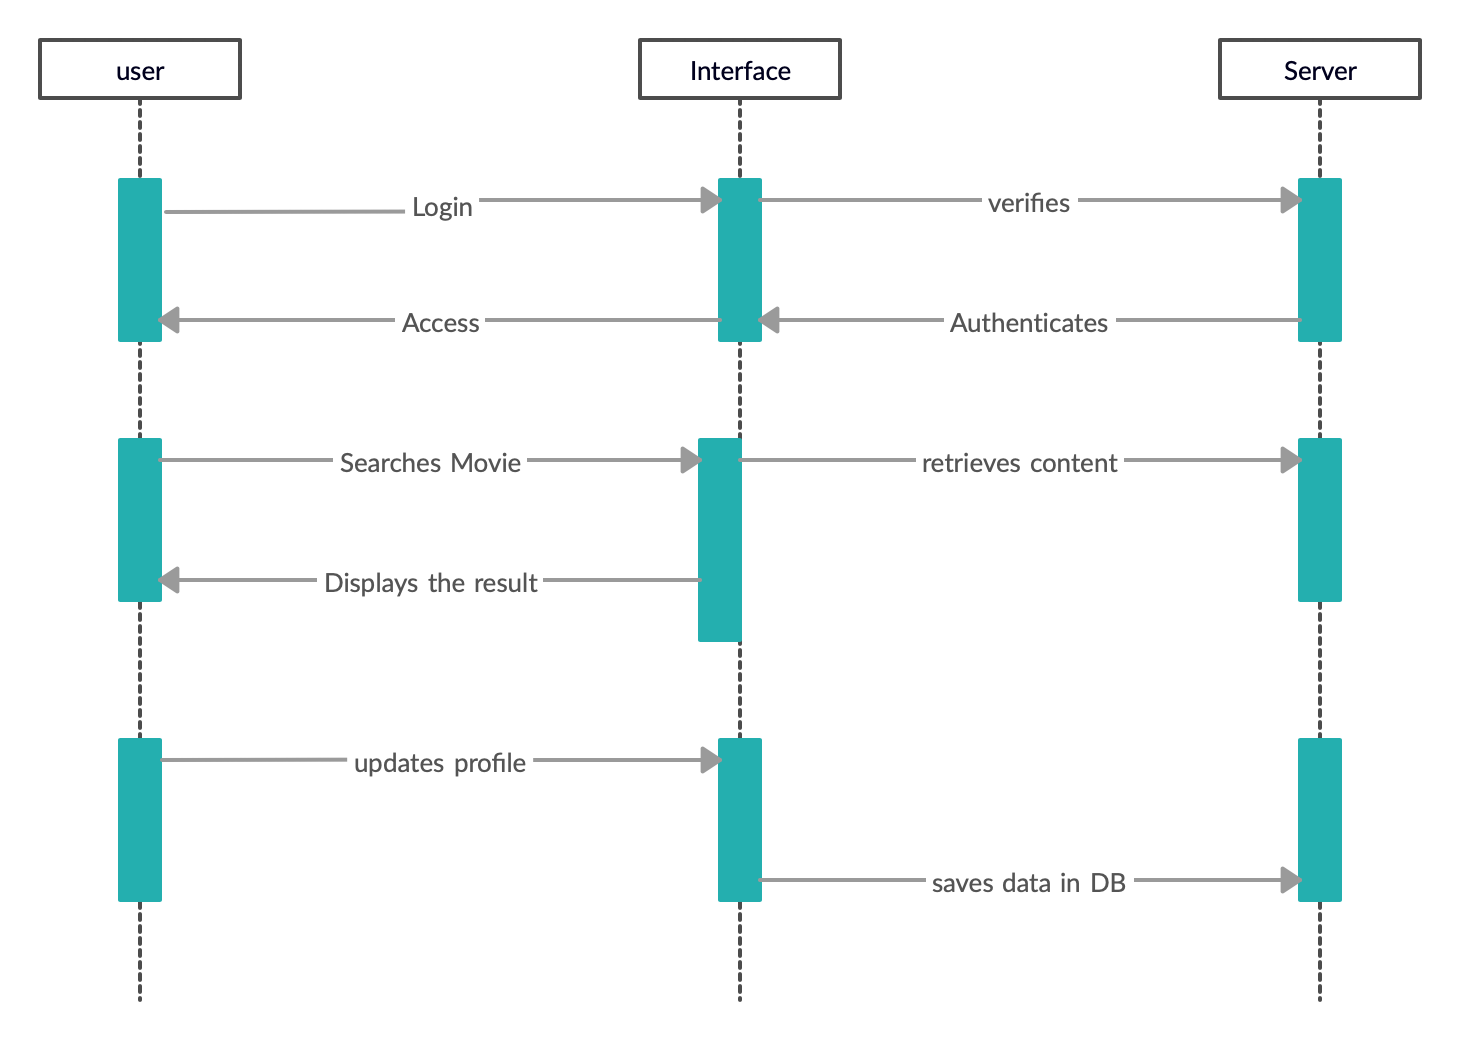 user
Interface
Server
Login
verifies
Access
Authenticates
Searches Movie
retrieves content
Displays the result
updates profile
saves data in DB